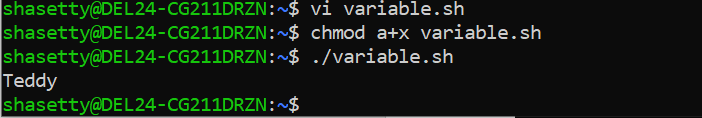 shasetty@DEL24-CG211DRZN:~$ vi variable.sh
shasetty@DEL24-CG211DRZN:~$ chmod a+x variable.sh
shasetty@DEL24-CG211DRZN:~$ ./variable.sh
Teddy
shasetty@DEL24-CG211DRZN:~$